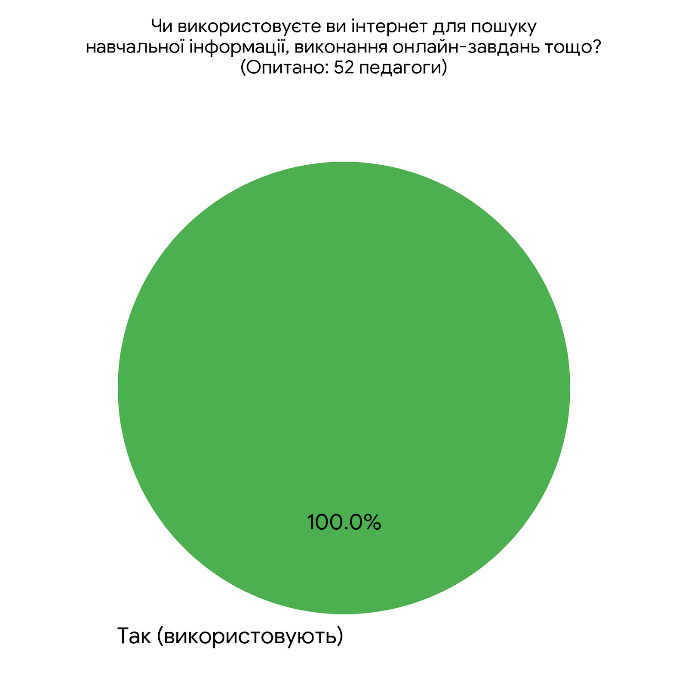 Чи використовуєте ви інтернет для пошуку
навчальної інформації, виконання онлайн-завдань тощо?
(Опитано: 52 педагоги)
100.0%
Так (використовують)